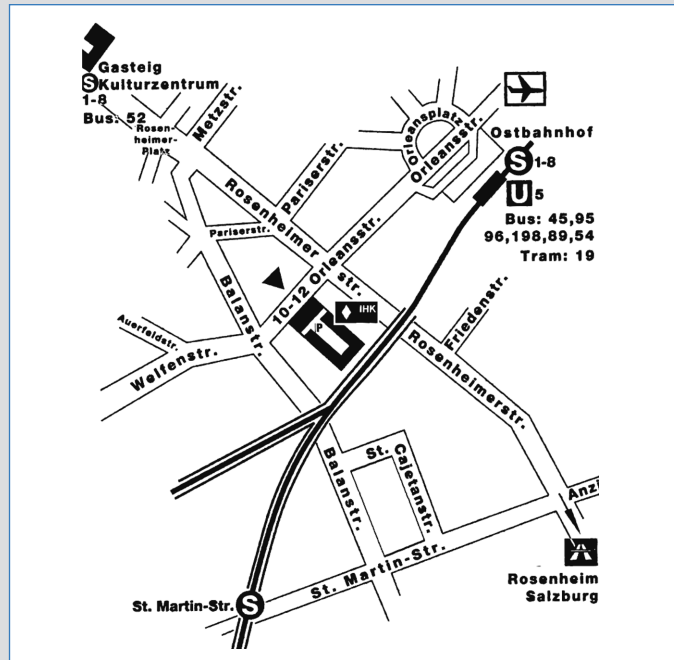 Gasteig
S Kulturzentrum
1-8
Bus: 52
Rosen-
heimer-
Platz
Metzstr.
Pariserstr.
Orleansplatz
Orleansstr.
Ostbahnhof
S 1-8
U 5
Bus: 45,95
96,198,89,54
Tram: 19
Rosenheimer
str.
Pariserstr.
10-12 Orleansstr.
IHK
P
Balanstr.
Auerfeldstr.
Welfenstr.
Friedenstr.
Rosenheimerstr.
Balanstr.
St.
Cajetanstr.
Anzi
St. Martin-Str.
Rosenheim
Salzburg
St. Martin-Str. S